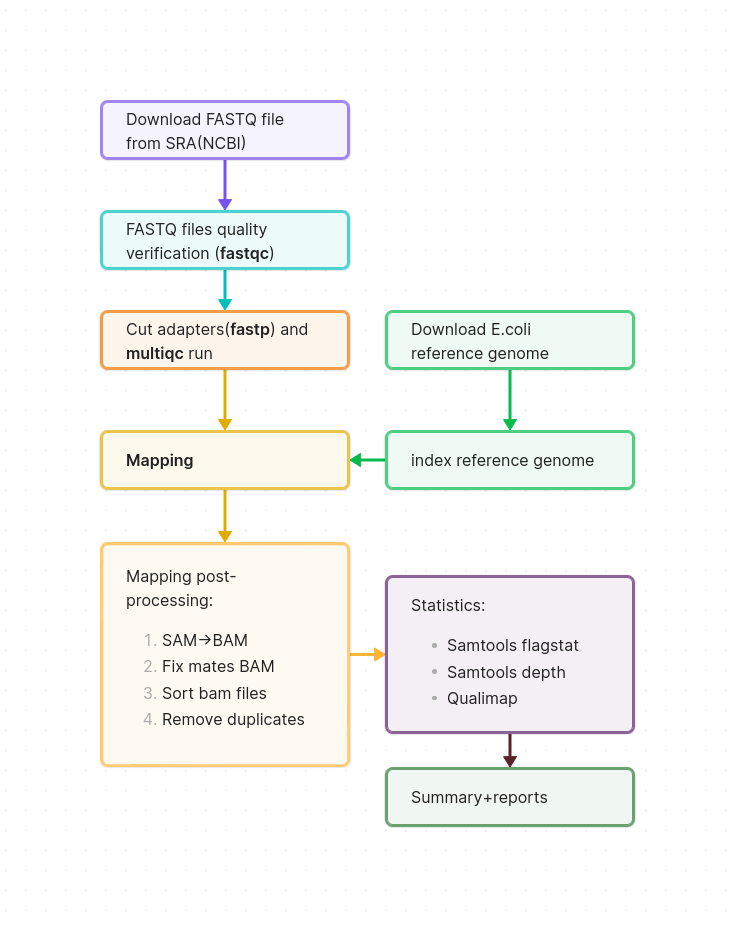 Download FASTQ file
from SRA(NCBI)
FASTQ files quality
verification (fastqc)
Cut adapters(fastp) and
multiqc run
Download E.coli
reference genome
Mapping
index reference genome
Mapping post-
processing:
1. SAM→BAM
2. Fix mates BAM
3. Sort bam files
4. Remove duplicates
Statistics:
• Samtools flagstat
• Samtools depth
• Qualimap
Summary+reports